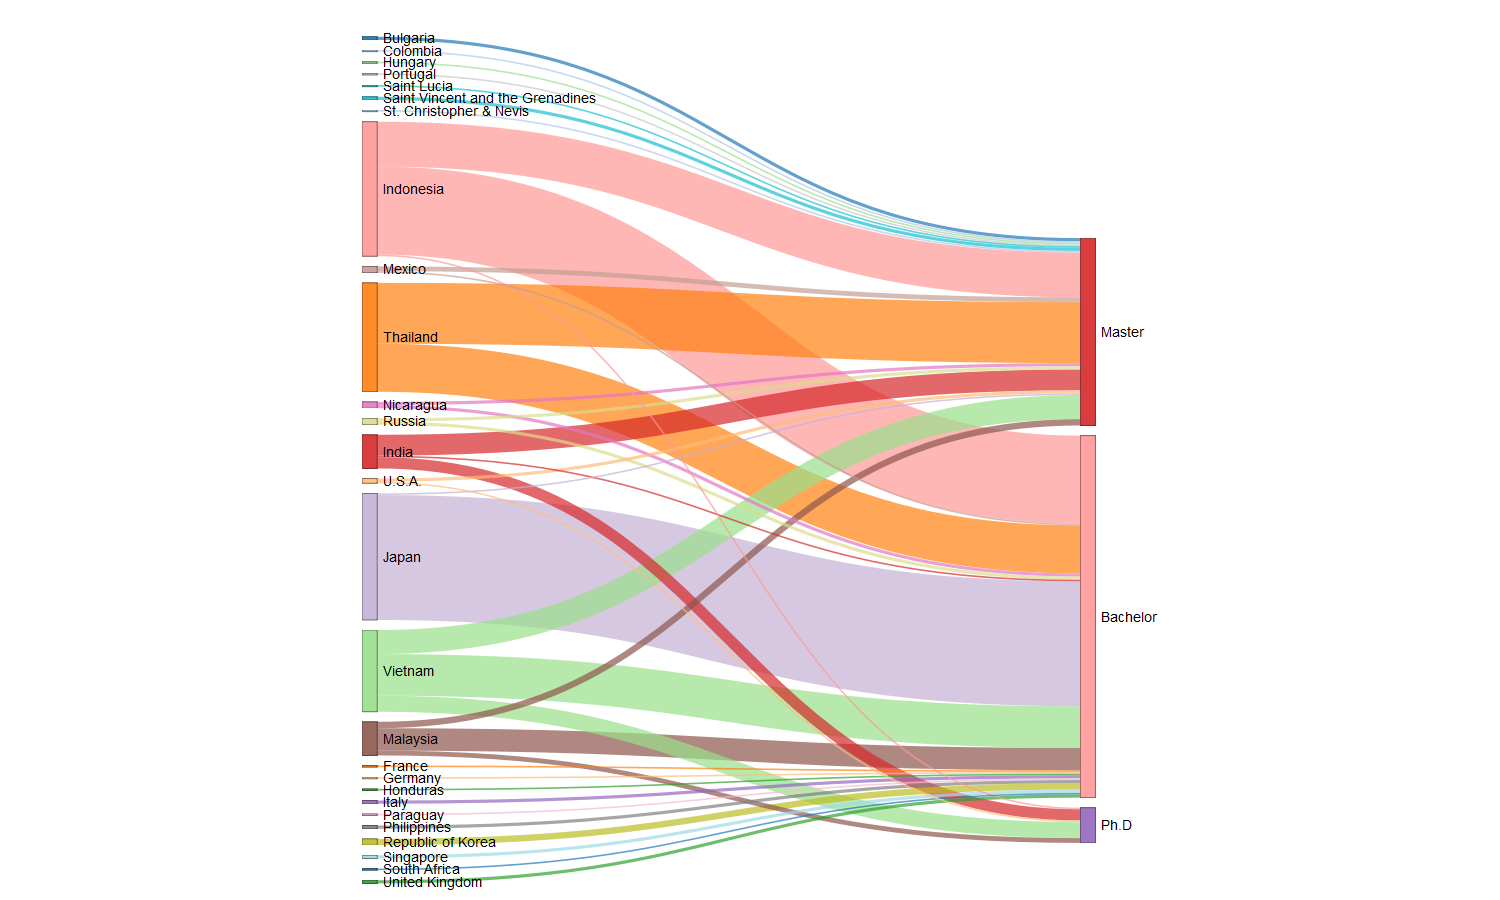 Bulgaria
Colombia
Hungary
Portugal
Saint Lucia
Saint Vincent and the Grenadines
St. Christopher & Nevis
Indonesia
Mexico
Thailand
Nicaragua
Russia
India
U.S.A.
Japan
Vietnam
Malaysia
France
Germany
Honduras
Italy
Paraguay
Philippines
Republic of Korea
Singapore
South Africa
United Kingdom
Master
Bachelor
Ph.D